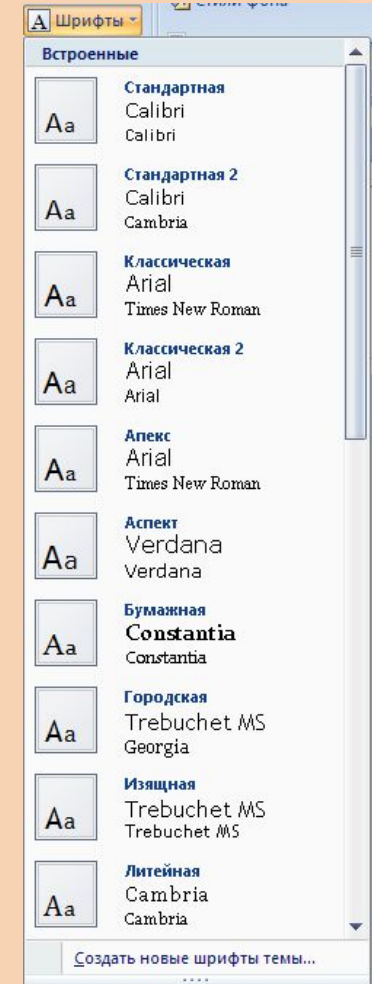 A Шрифты
Стили фона
Встроенные
Aa
Стандартная
Calibri
Calibri
Aa
Стандартная 2
Calibri
Cambria
Aa
Классическая
Arial
Times New Roman
Aa
Классическая 2
Arial
Arial
Aa
Апекс
Arial
Times New Roman
Aa
Аспект
Verdana
Verdana
Aa
Бумажная
Constantia
Constantia
Aa
Городская
Trebuchet MS
Georgia
Aa
Изящная
Trebuchet MS
Trebuchet MS
Aa
Литейная
Cambria
Cambria
Создать новые шрифты темы...